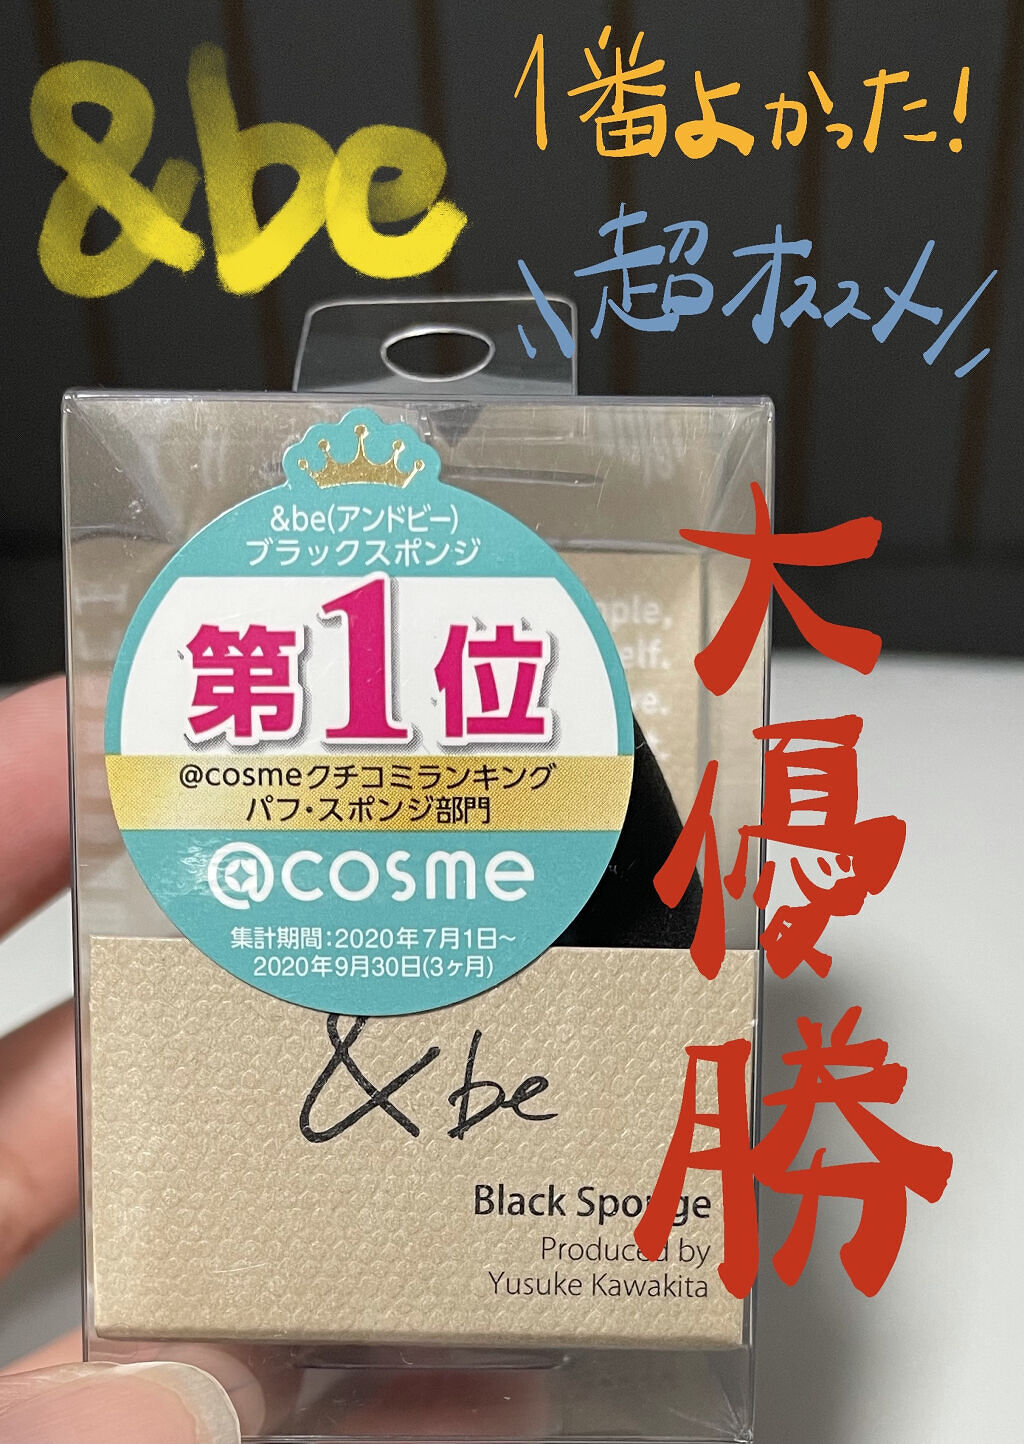 &be
1番よかった!
\\超オススメ//
大優勝
&be(アンドビー)
ブラックスポンジ
第1位
@cosmeクチコミランキング
パフ・スポンジ部門
@cosme
集計期間:2020年7月1日~
2020年9月30日(3ヶ月)
&be
Black Sponge
Produced by
Yusuke Kawakita